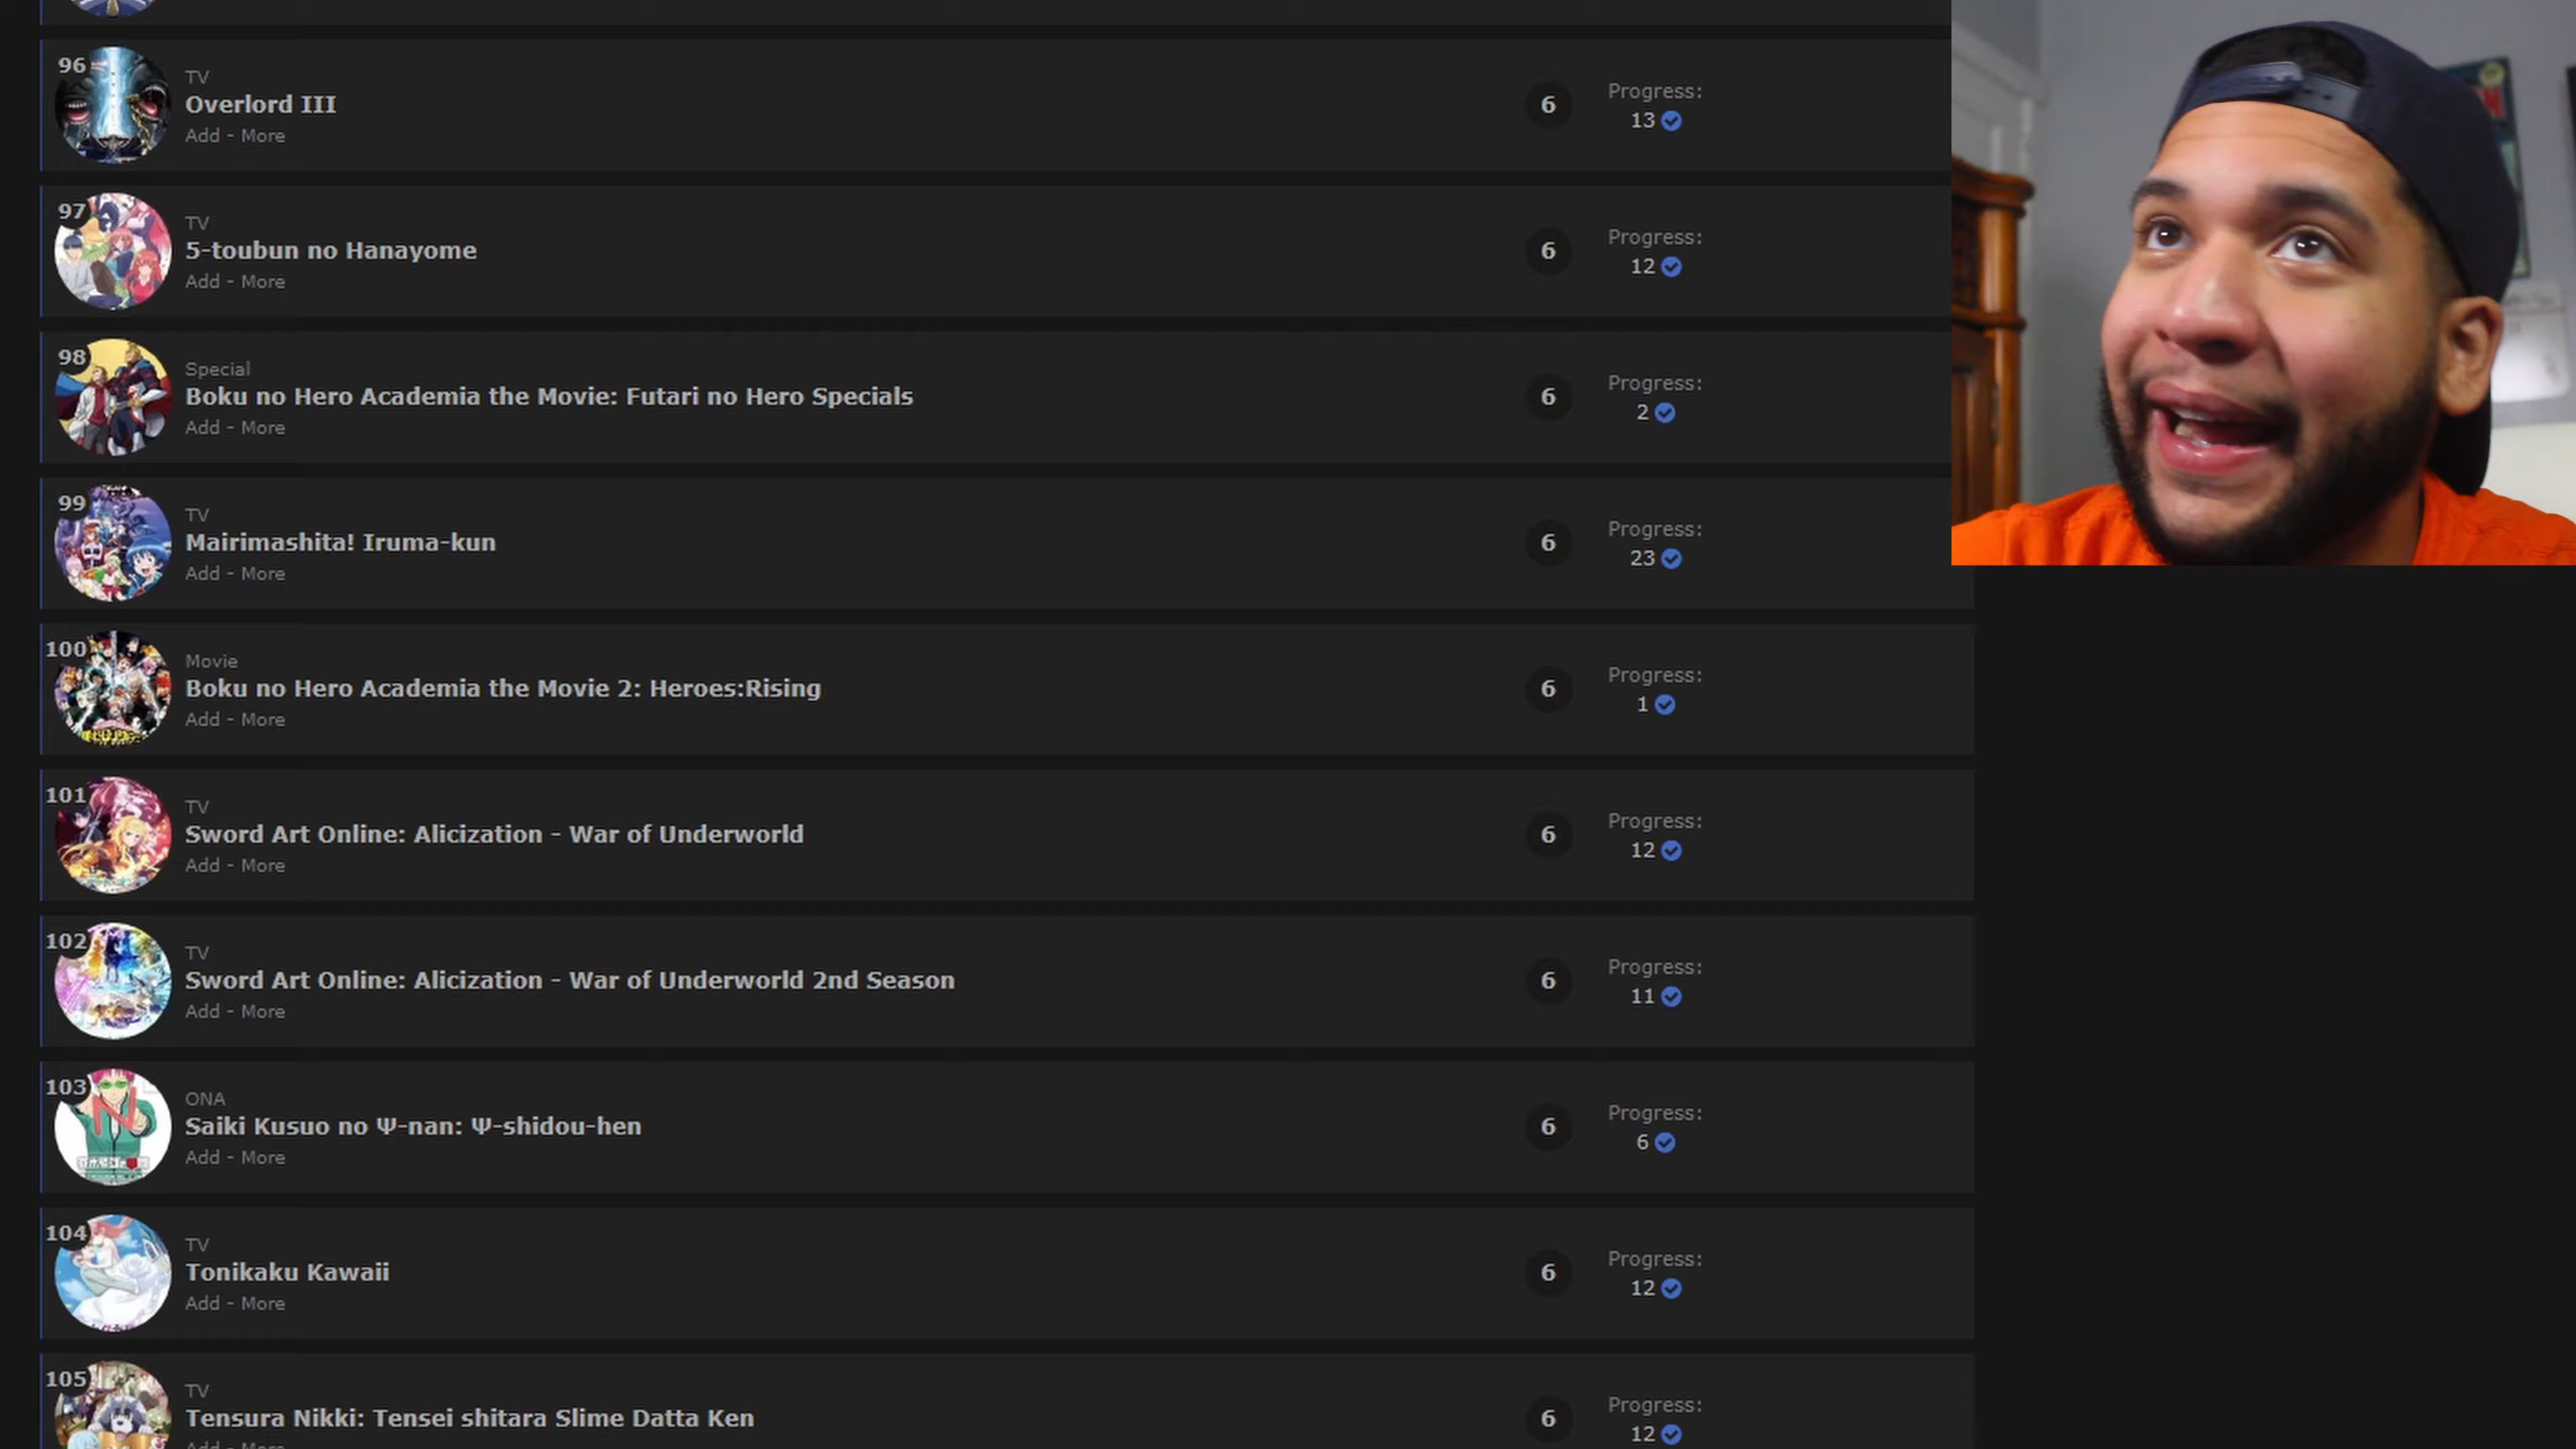 96
TV
Overlord III
Add - More
6
Progress:
13
97
TV
5-toubun no Hanayome
Add - More
6
Progress:
12
98
Special
Boku no Hero Academia the Movie: Futari no Hero Specials
Add - More
6
Progress:
2
99
TV
Mairimashita! Iruma-kun
Add - More
6
Progress:
23
100
Movie
Boku no Hero Academia the Movie 2: Heroes:Rising
Add - More
6
Progress:
1
101
TV
Sword Art Online: Alicization - War of Underworld
Add - More
6
Progress:
12
102
TV
Sword Art Online: Alicization - War of Underworld 2nd Season
Add - More
6
Progress:
11
103
ONA
Saiki Kusuo no Ψ-nan: Ψ-shidou-hen
Add - More
6
Progress:
6
104
TV
Tonikaku Kawaii
Add - More
6
Progress:
12
105
TV
Tensura Nikki: Tensei shitara Slime Datta Ken
Add - More
6
Progress:
12